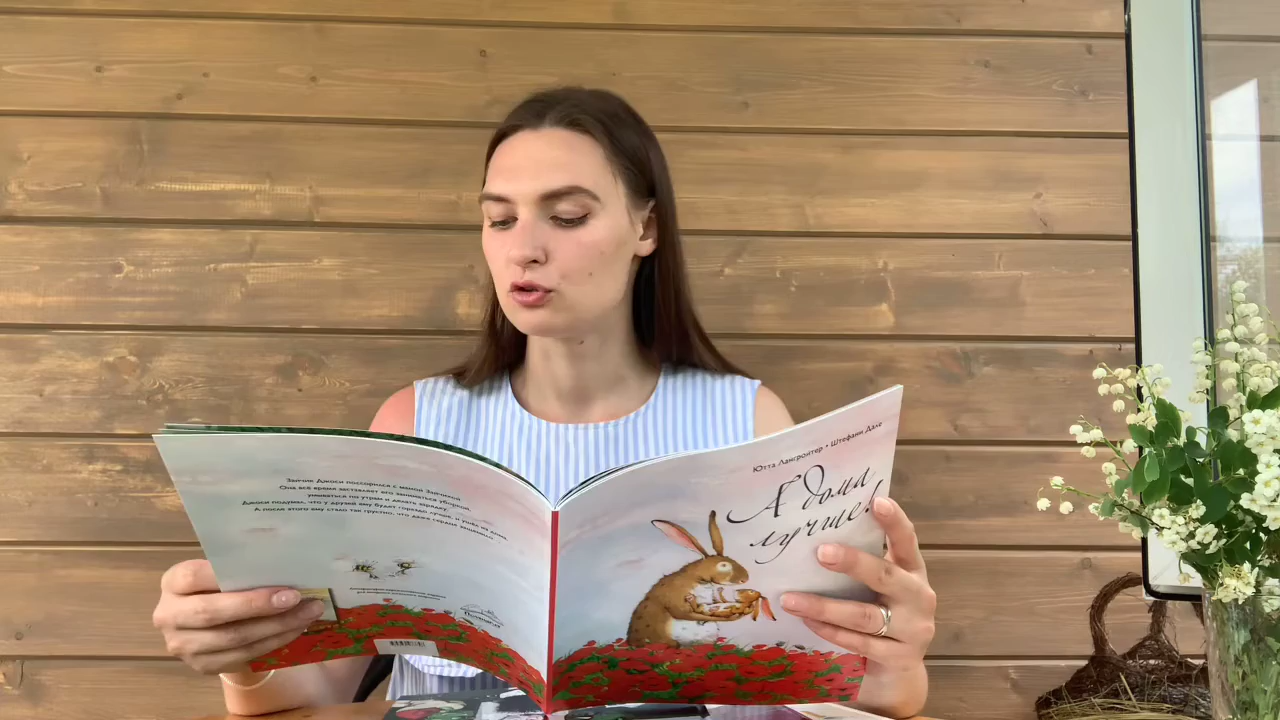 Зайчик Джоси поссорился с мамой Зайчихой.
Она всё время заставляет его заниматься уборкой,
умываться по утрам и делать зарядку.
Джоси подумал, что у друзей ему будет гораздо лучше, и ушёл из дома.
А после этого ему стало так грустно, что даже сердце защемило...
Ютта Лангройтер • Штефани Дале
А дома
лучше!